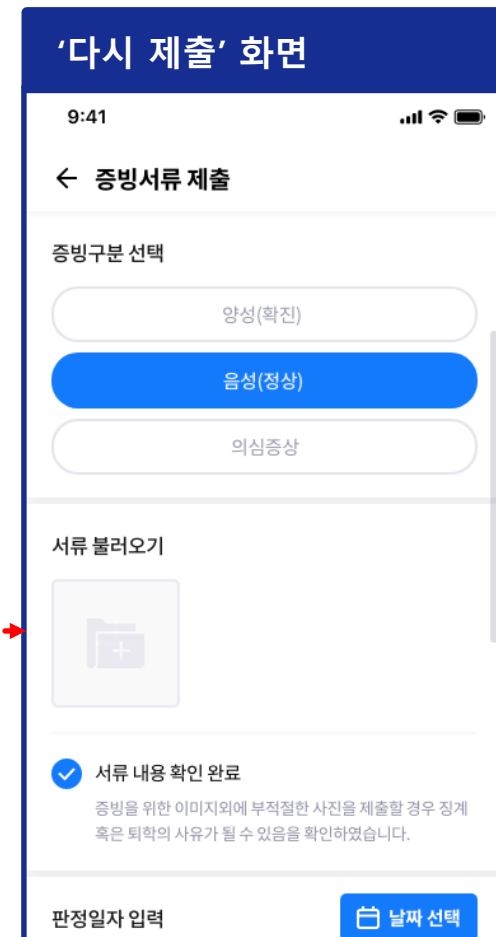 ‘다시 제출’ 화면
9:41
증빙서류 제출
증빙구분 선택
양성(확진)
음성(정상)
의심증상
서류 불러오기
서류 내용 확인 완료
증빙을 위한 이미지외에 부적절한 사진을 제출할 경우 징계
혹은 퇴학의 사유가 될 수 있음을 확인하였습니다.
판정일자 입력
날짜 선택